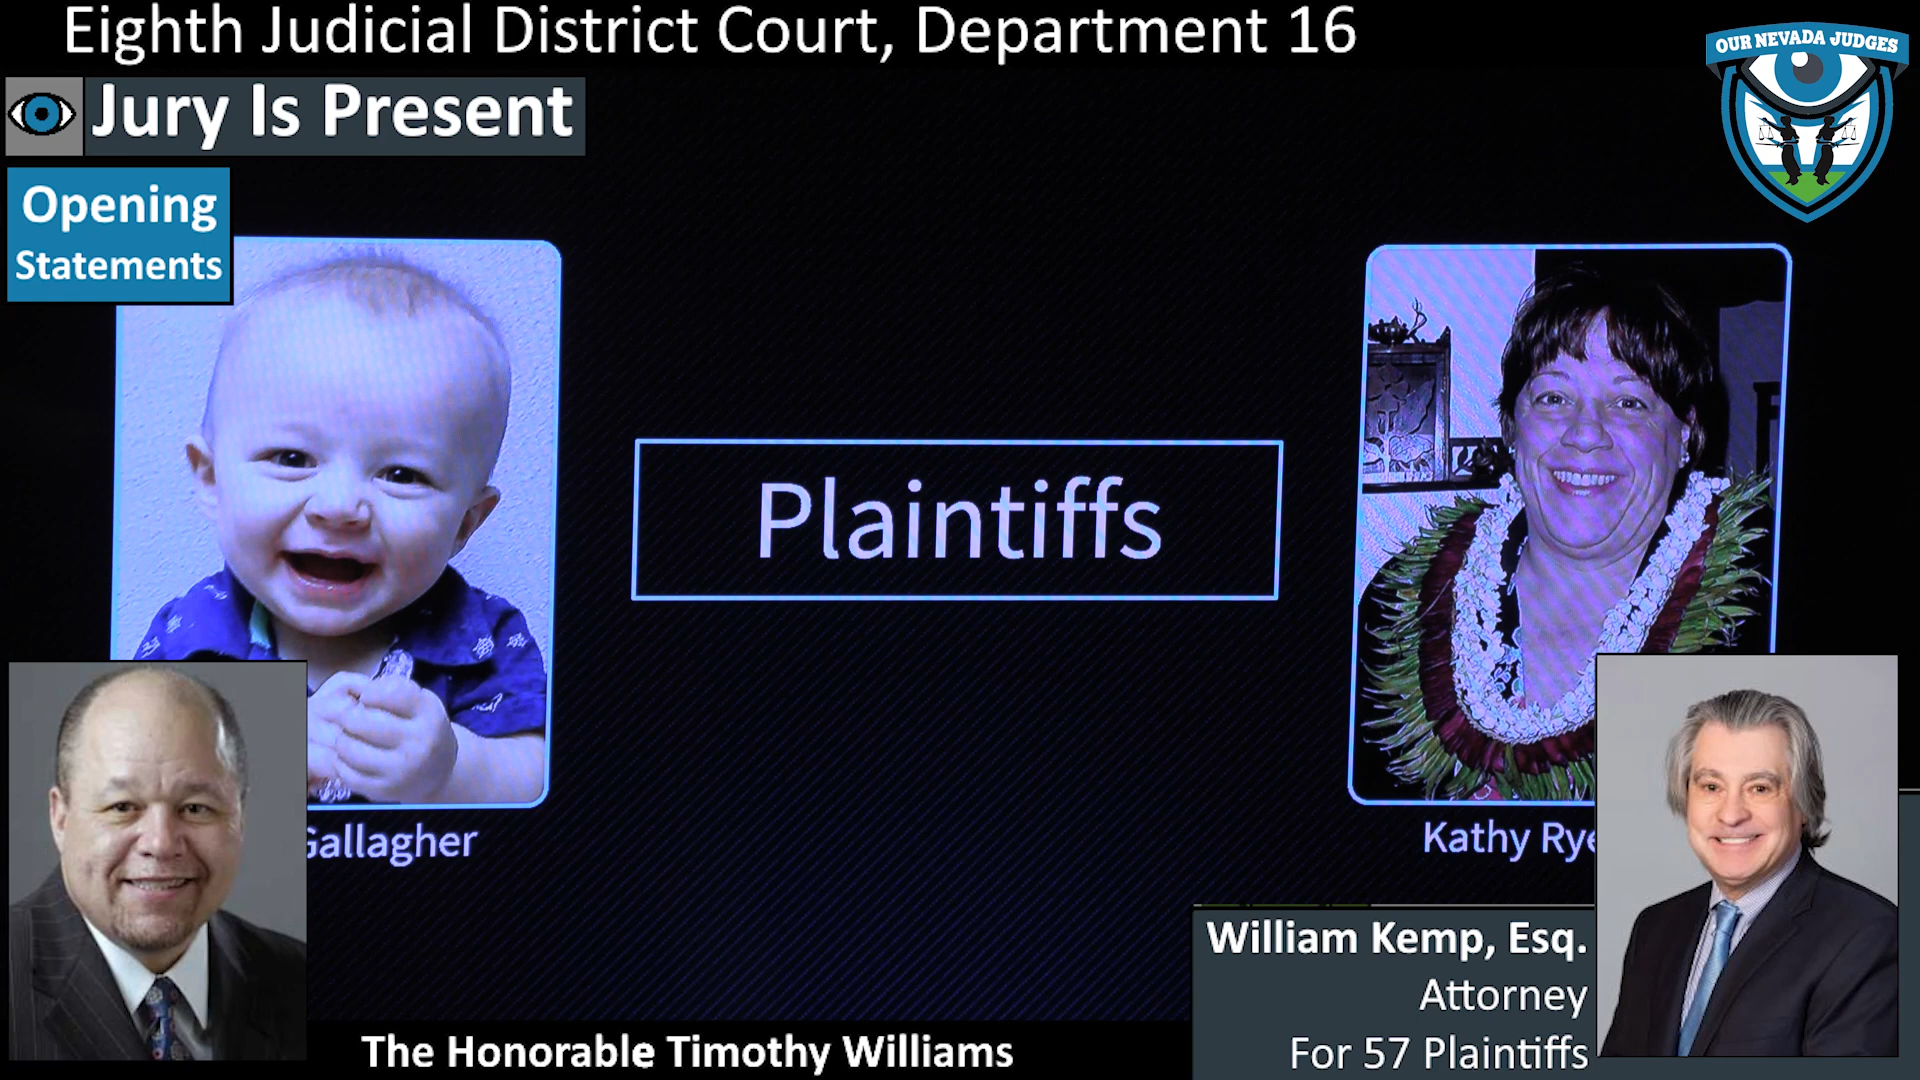 Eighth Judicial District Court, Department 16
OUR NEVADA JUDGES
Jury Is Present
Opening
Statements
Plaintiffs
Gallagher
Kathy
William Kemp, Esq.
Attorney
For 57 Plaintiffs
The Honorable Timothy Williams